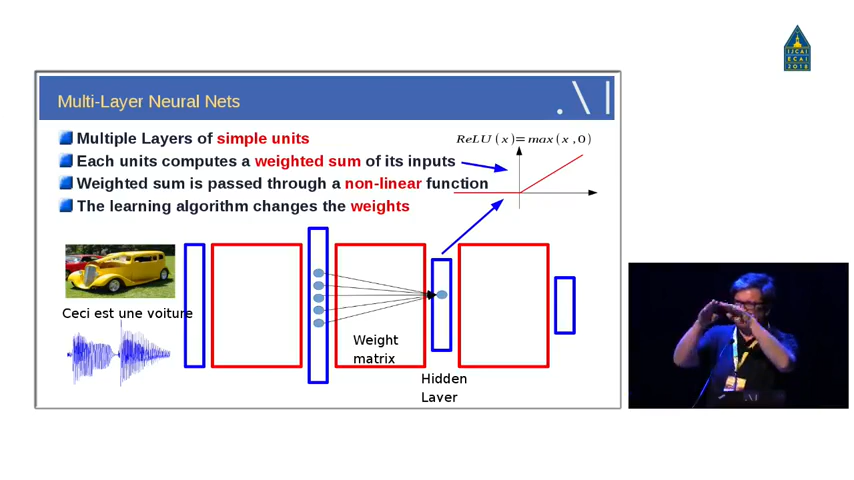 IJCAI
ECAI
2018
Multi-Layer Neural Nets
Multiple Layers of simple units
ReLU(x)=max(x,0)
Each units computes a weighted sum of its inputs
Weighted sum is passed through a non-linear function
The learning algorithm changes the weights
Ceci est une voiture
Weight
matrix
Hidden
Layer